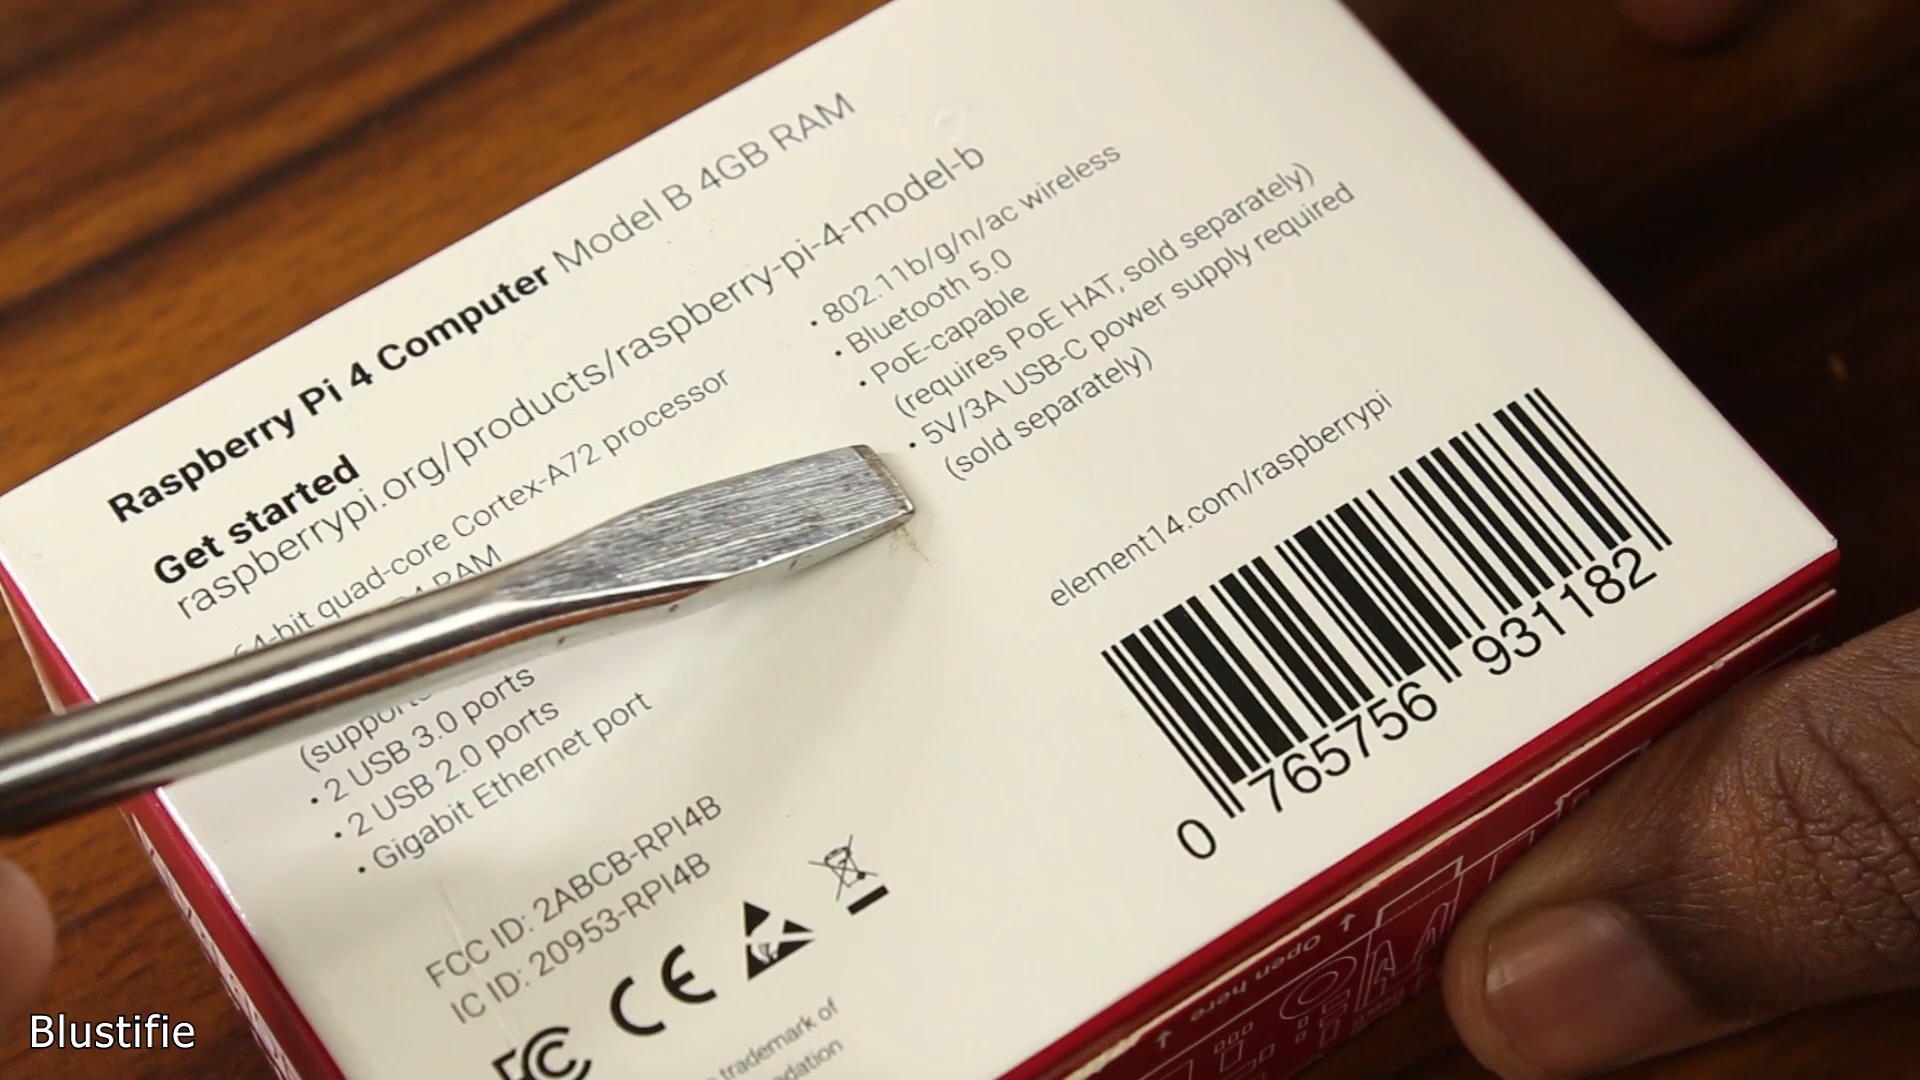 Raspberry Pi 4 Computer Model B 4GB RAM
Get started
raspberrypi.org/products/raspberry-pi-4-model-b
64-bit quad-core Cortex-A72 processor
RAM
(supports
• 2 USB 3.0 ports
• 2 USB 2.0 ports
• Gigabit Ethernet port
• 802.11b/g/n/ac wireless
• Bluetooth 5.0
• PoE-capable
(requires PoE HAT, sold separately)
• 5V/3A USB-C power supply required
(sold separately)
element14.com/raspberrypi
0 765756 931182
FCC ID: 2ABCB-RPI4B
IC ID: 20953-RPI4B
CE
FC
trademark of
open here
Blustifie